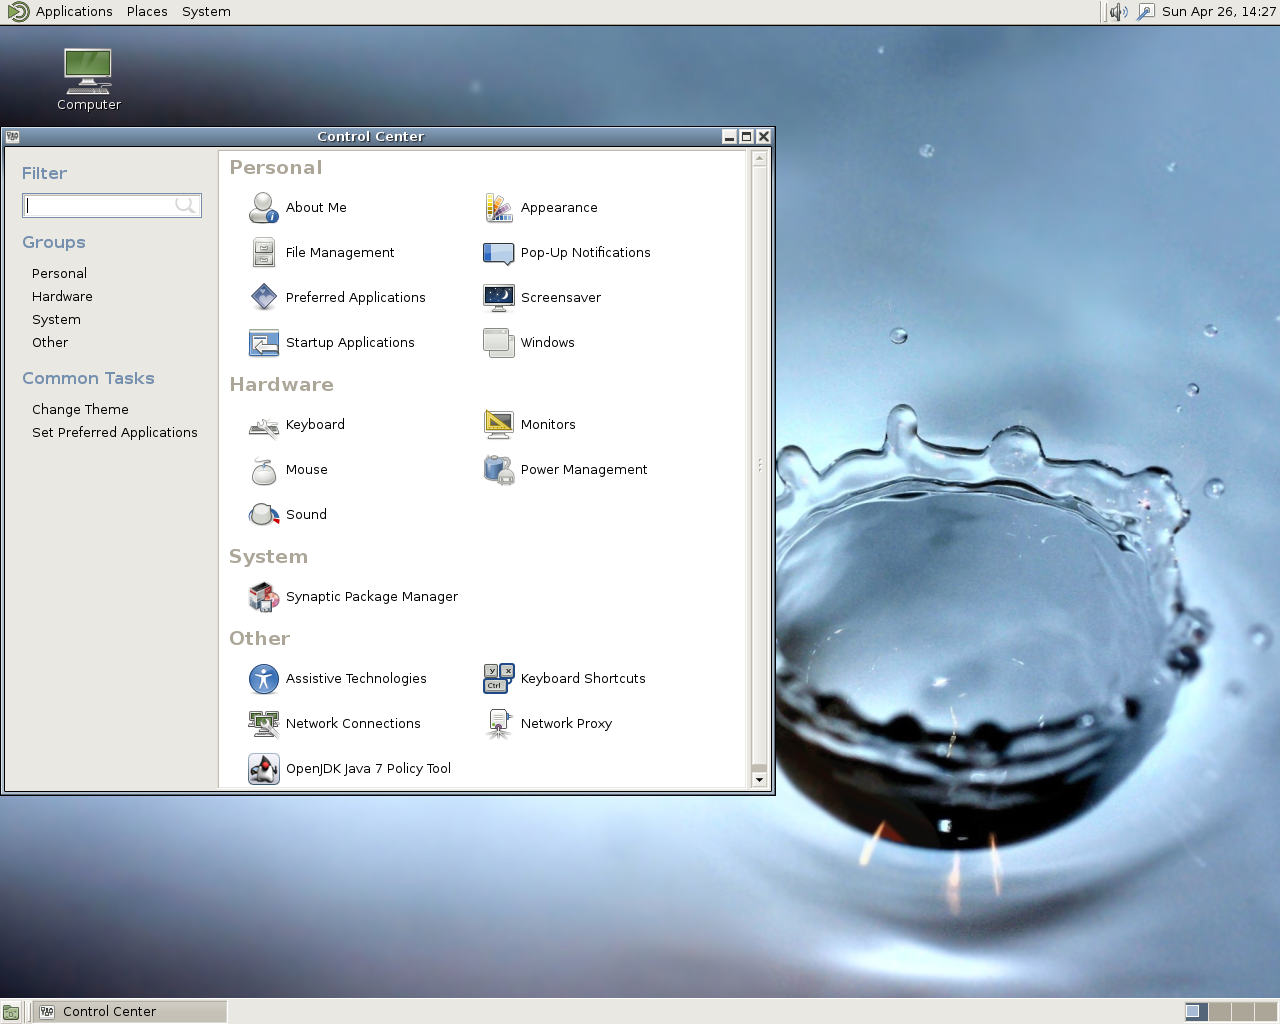 Applications Places System
Sun Apr 26, 14:27
Computer
Control Center
Filter
Groups
Personal
Hardware
System
Other
Common Tasks
Change Theme
Set Preferred Applications
Personal
About Me
Appearance
File Management
Pop-Up Notifications
Preferred Applications
Screensaver
Startup Applications
Windows
Hardware
Keyboard
Monitors
Mouse
Power Management
Sound
System
Synaptic Package Manager
Other
Assistive Technologies
Keyboard Shortcuts
Network Connections
Network Proxy
OpenJDK Java 7 Policy Tool
Control Center